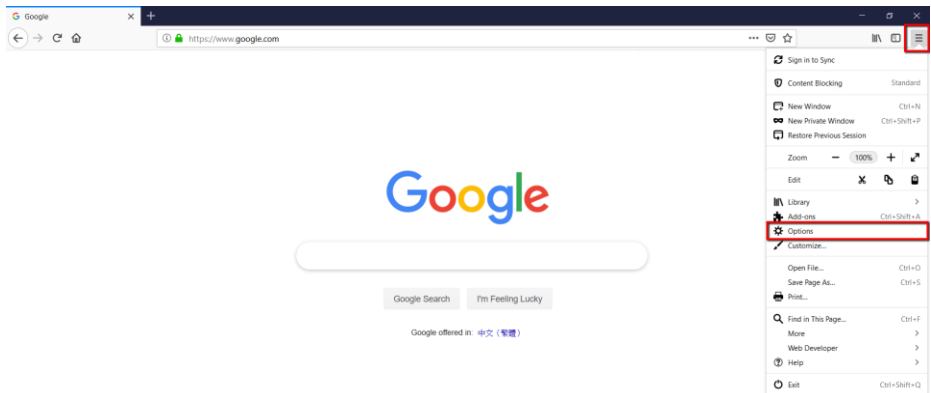 Google
https://www.google.com
Sign in to Sync
Content Blocking Standard
New Window Ctrl+N
New Private Window Ctrl+Shift+P
Restore Previous Session
Zoom 100%
Edit
Library
Add-ons Ctrl+Shift+A
Options
Customize...
Google
Open File... Ctrl+O
Save Page As... Ctrl+S
Print...
Google Search I'm Feeling Lucky
Find in This Page... Ctrl+F
Google offered in: 中文（繁體）
More
Web Developer
Help
Exit Ctrl+Shift+Q